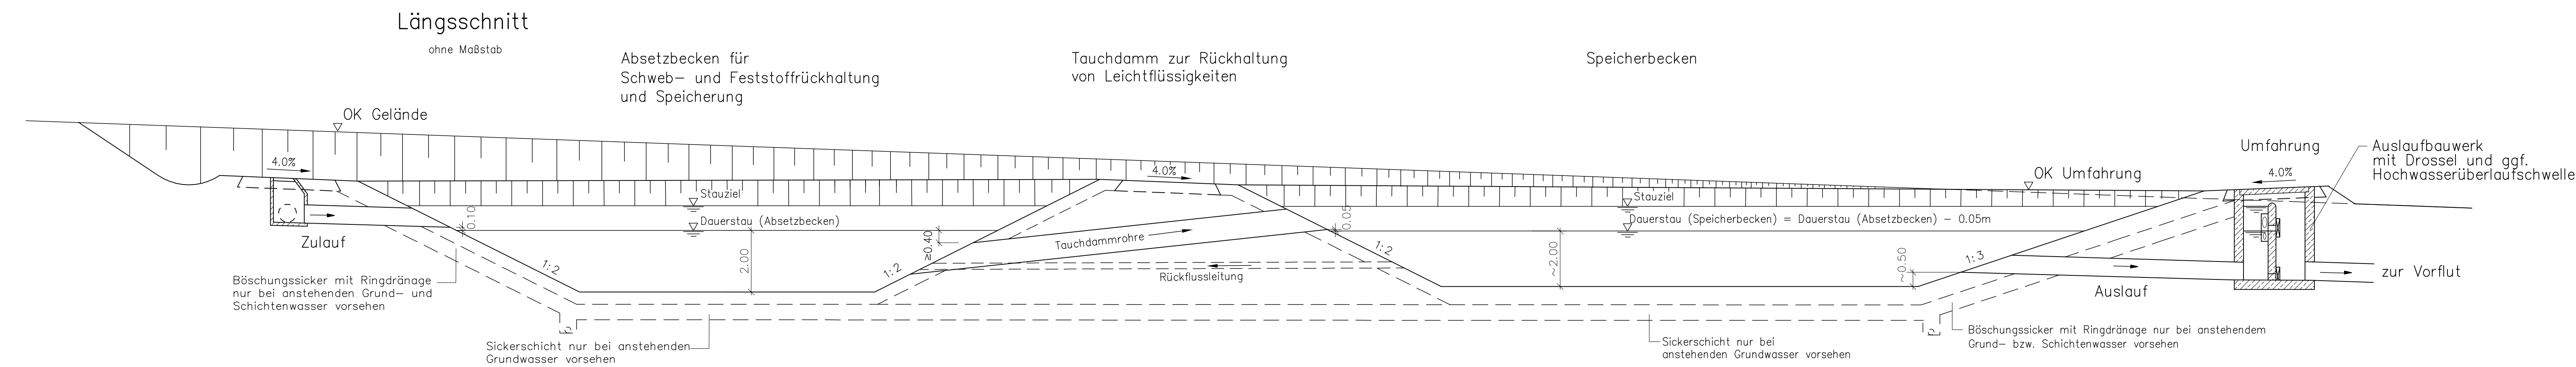 Längsschnitt
ohne Maßstab
Absetzbecken für
Schweb- und Feststoffrückhaltung
und Speicherung
Tauchdamm zur Rückhaltung
von Leichtflüssigkeiten
Speicherbecken
OK Gelände
4.0%
Zulauf
Böschungssicker mit Ringdränage
nur bei anstehenden Grund- und
Schichtenwasser vorsehen
0.10
1:2
Stauziel
Dauerstau (Absetzbecken)
2.00
Sickerschicht nur bei anstehenden
Grundwasser vorsehen
≥0.40
1:2
4.0%
Tauchdammrohre
Rückflussleitung
0.05
1:2
Stauziel
Dauerstau (Speicherbecken) = Dauerstau (Absetzbecken) - 0.05m
~2.00
Sickerschicht nur bei
anstehenden Grundwasser vorsehen
~0.50
1:3
OK Umfahrung
Umfahrung
4.0%
Auslaufbauwerk
mit Drossel und ggf.
Hochwasserüberlaufschwelle
zur Vorflut
Auslauf
Böschungssicker mit Ringdränage nur bei anstehendem
Grund- bzw. Schichtenwasser vorsehen